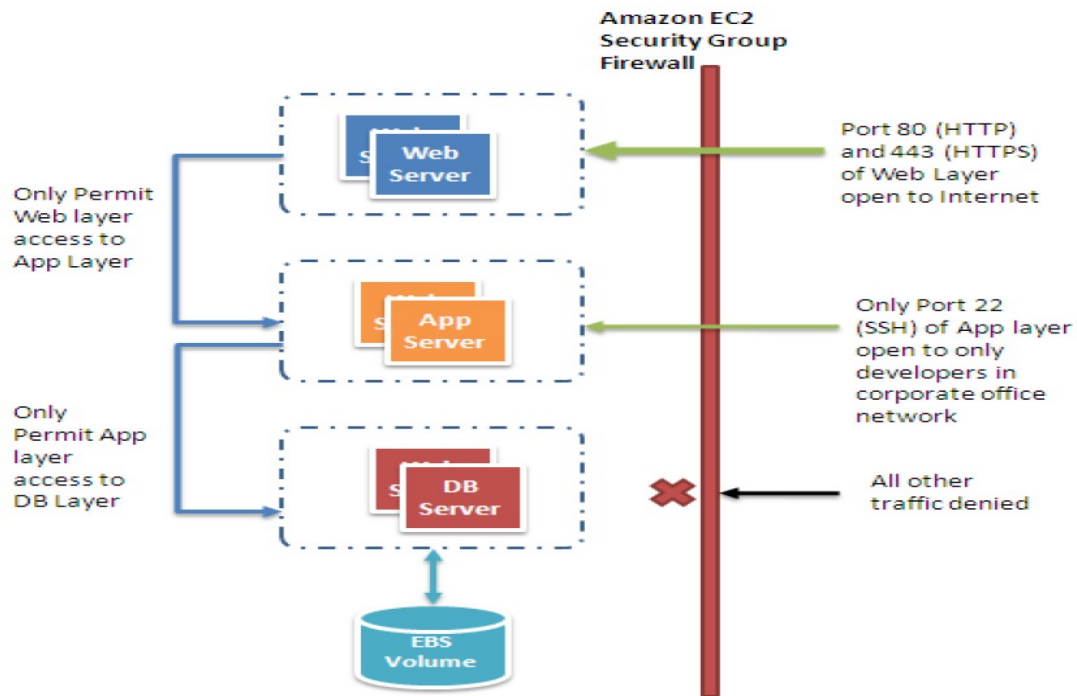 Amazon EC2
Security Group
Firewall
Web
Server
Port 80 (HTTP)
and 443 (HTTPS)
of Web Layer
open to Internet
Only Permit
Web layer
access to
App Layer
App
Server
Only Port 22
(SSH) of App layer
open to only
developers in
corporate office
network
Only
Permit App
layer
access to
DB Layer
DB
Server
All other
traffic denied
EBS
Volume